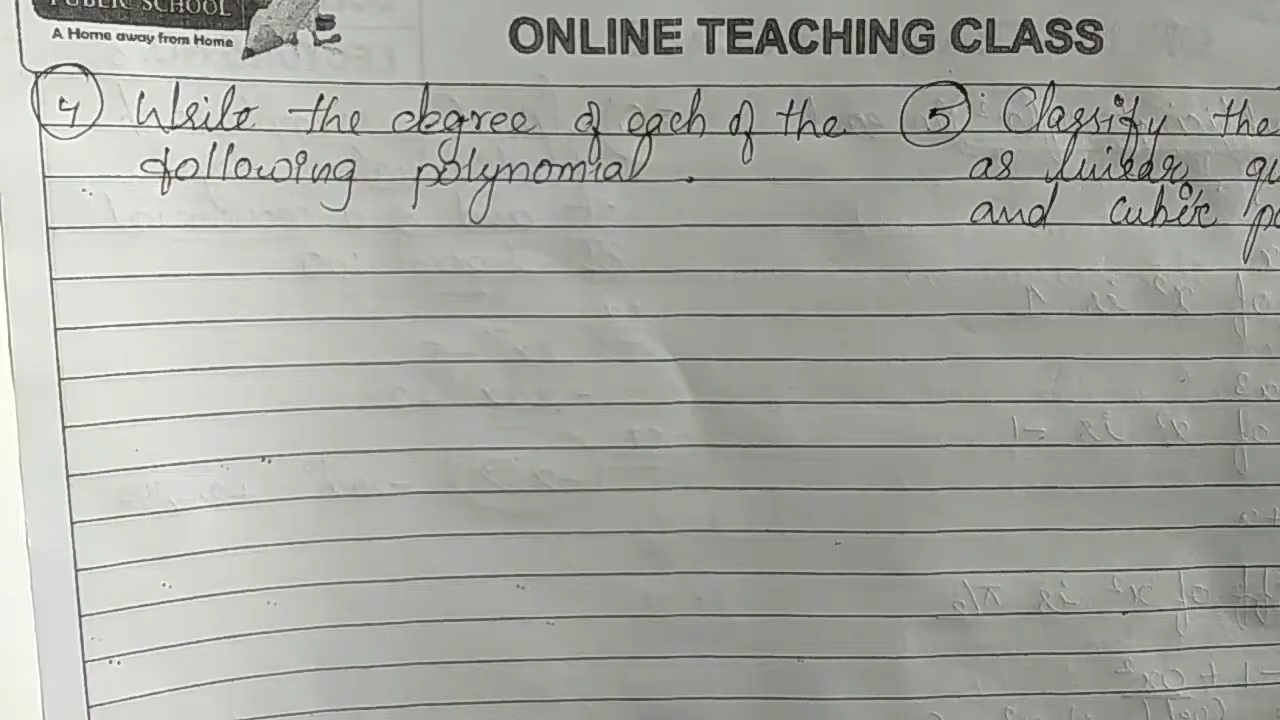 PUBLIC SCHOOL
A Home away from Home
ONLINE TEACHING CLASS
4 Write the degree of each of the
following polynomial.
5 Classify the
as linear, qu
and cubic po